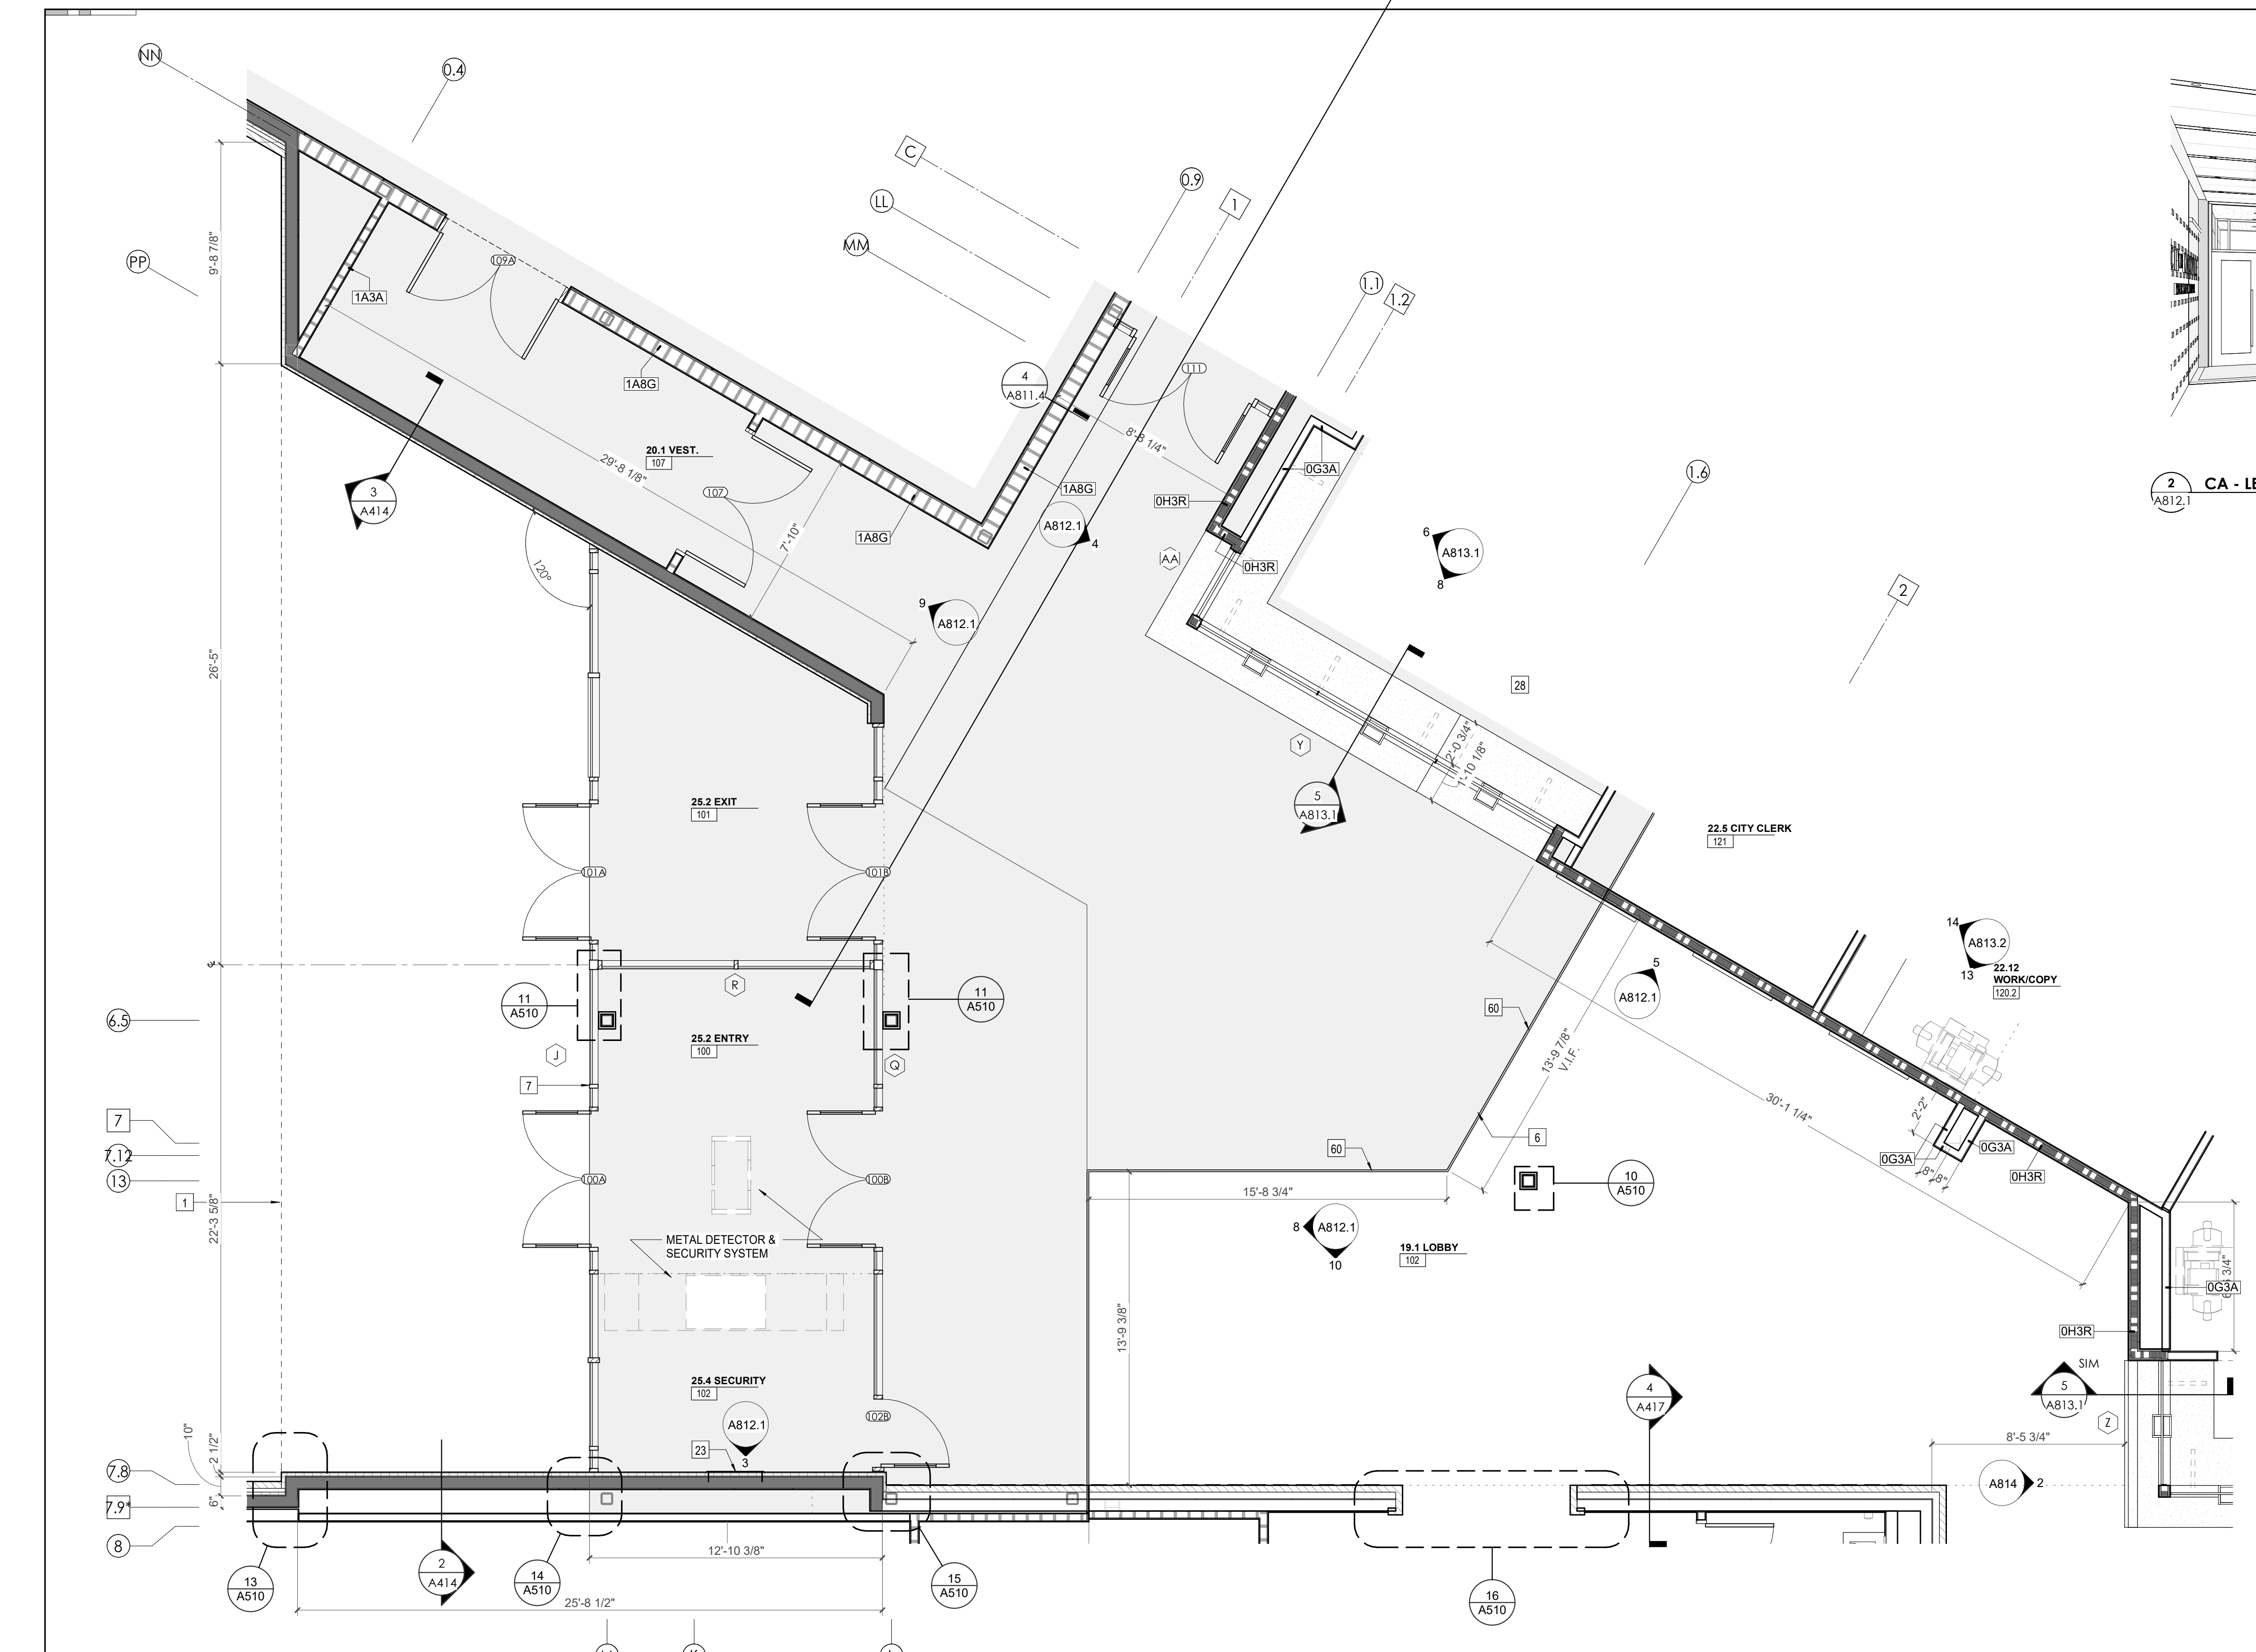 NN
0.4
C
0.9
LL
1
MM
PP
1.1
1.2
109A
9'-8 7/8"
1A3A
111
4
A811.4
1A8G
8'-8 1/4"
20.1 VEST.
107
29'-8 1/8"
0G3A
1.6
2
A812.1
3
A414
107
1A8G
0H3R
1A8G
A812.1
4
7'-10"
AA
6
A813.1
8
0H3R
120°
2
9
A812.1
26'-5"
28
Y
2'-0 3/4"
1'-10 1/8"
5
A813.1
25.2 EXIT
101
22.5 CITY CLERK
121
101A
101B
14
A813.2
13
22.12
WORK/COPY
120.2
5
A812.1
R
11
A510
11
A510
60
6.5
25.2 ENTRY
100
J
Q
13'-9 7/8"
V.I.F.
7
30'-1 1/4"
2'-2"
7
60
6
0G3A
0G3A
8"
8"
0H3R
7.12
13
100A
100B
10
A510
1
22'-3 5/8"
15'-8 3/4"
METAL DETECTOR &
SECURITY SYSTEM
8
A812.1
10
19.1 LOBBY
102
0G3A
13'-9 3/8"
0H3R
25.4 SECURITY
102
SIM
5
A813.1
4
A417
102B
A812.1
3
Z
10"
2 1/2"
23
8'-5 3/4"
7.8
6"
A814
2
7.9*
8
12'-10 3/8"
13
A510
2
A414
14
A510
15
A510
16
A510
25'-8 1/2"